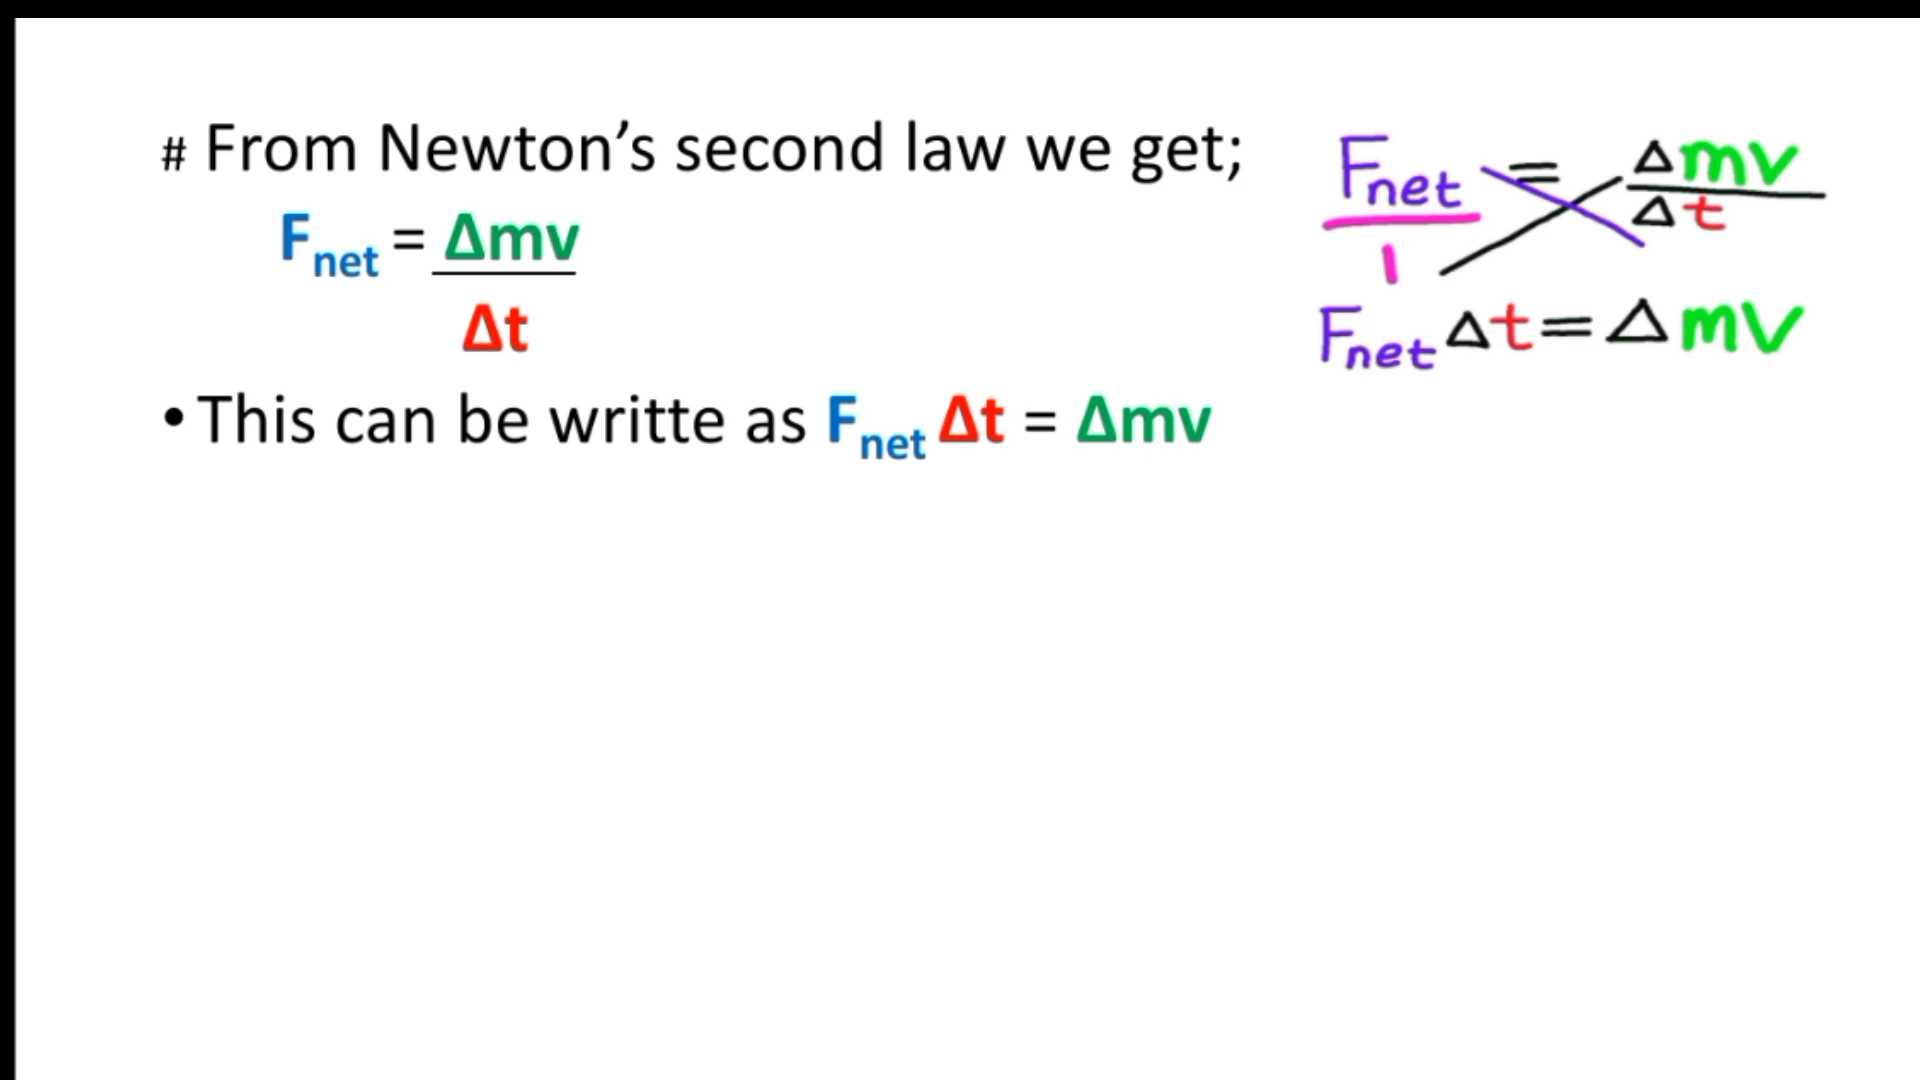 # From Newton's second law we get;
Fnet = Δmv
Δt
• This can be writte as Fnet Δt = Δmv
Fnet = Δmv
1 Δt
Fnet Δt = Δmv